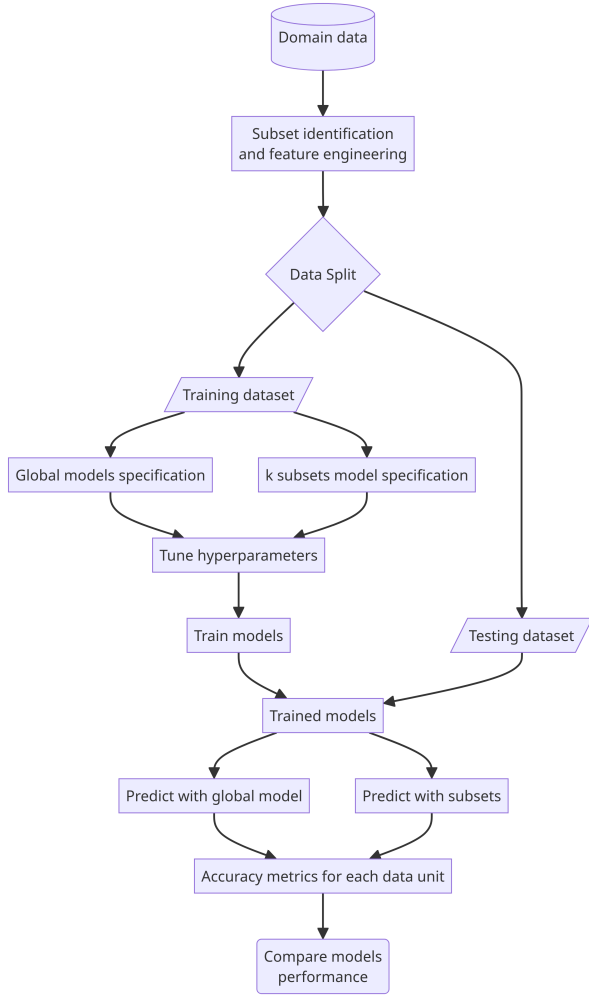 Domain data
Subset identification
and feature engineering
Data Split
Training dataset
Global models specification
k subsets model specification
Tune hyperparameters
Train models
Testing dataset
Trained models
Predict with global model
Predict with subsets
Accuracy metrics for each data unit
Compare models
performance